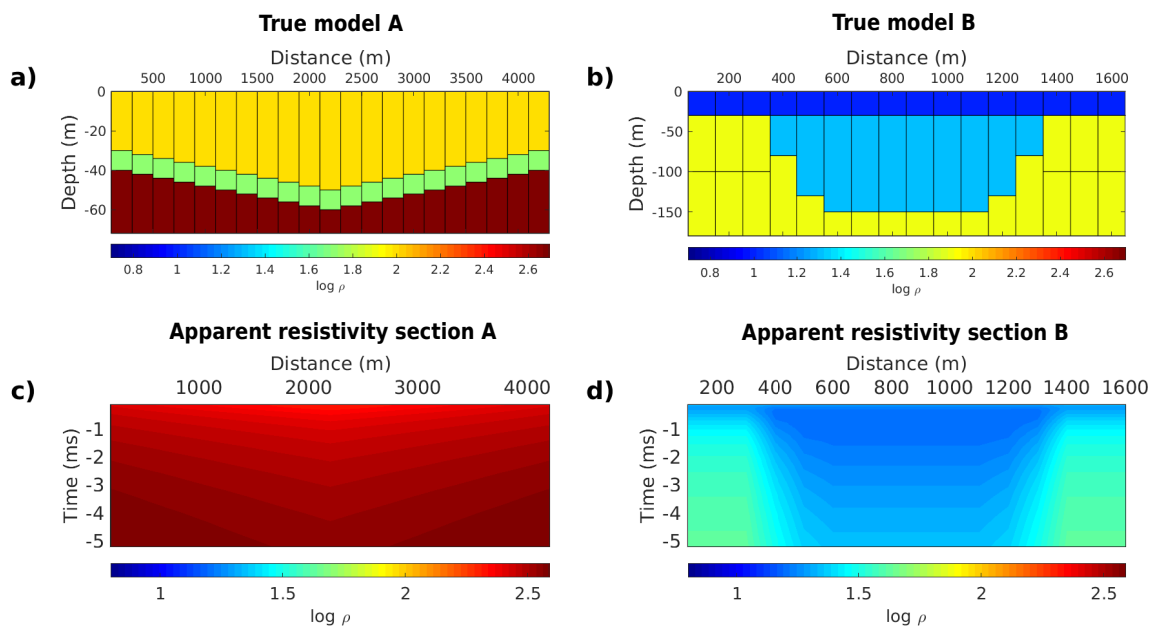 True model A
Distance (m)
a)
500 1000 1500 2000 2500 3000 3500 4000
Depth (m)
0
-20
-40
-60
0.8 1 1.2 1.4 1.6 1.8 2 2.2 2.4 2.6
log ρ
True model B
Distance (m)
b)
200 400 600 800 1000 1200 1400 1600
Depth (m)
0
-50
-100
-150
0.8 1 1.2 1.4 1.6 1.8 2 2.2 2.4 2.6
log ρ
Apparent resistivity section A
Distance (m)
c)
1000 2000 3000 4000
Time (ms)
-1
-2
-3
-4
-5
1 1.5 2 2.5
log ρ
Apparent resistivity section B
Distance (m)
d)
200 400 600 800 1000 1200 1400 1600
Time (ms)
-1
-2
-3
-4
-5
1 1.5 2 2.5
log ρ